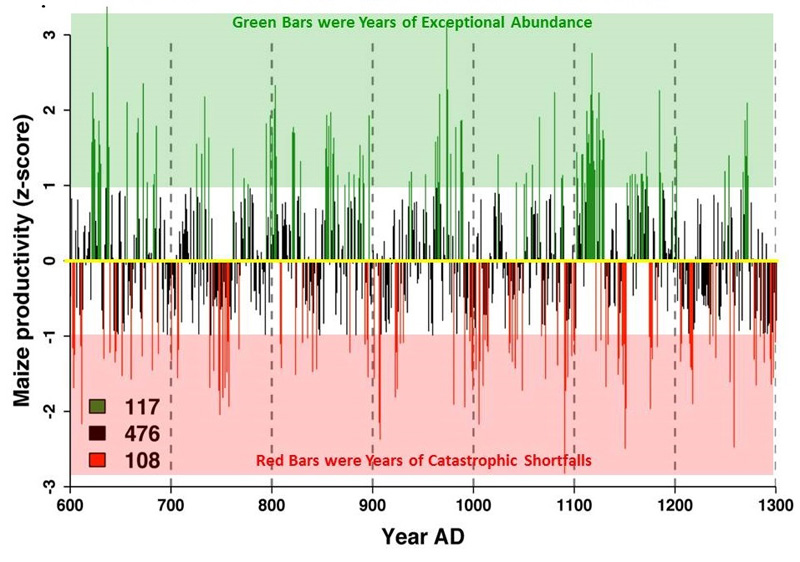 Green Bars were Years of Exceptional Abundance
Maize productivity (z-score)
3
2
1
0
-1
-2
-3
117
476
108
Red Bars were Years of Catastrophic Shortfalls
600 700 800 900 1000 1100 1200 1300
Year AD